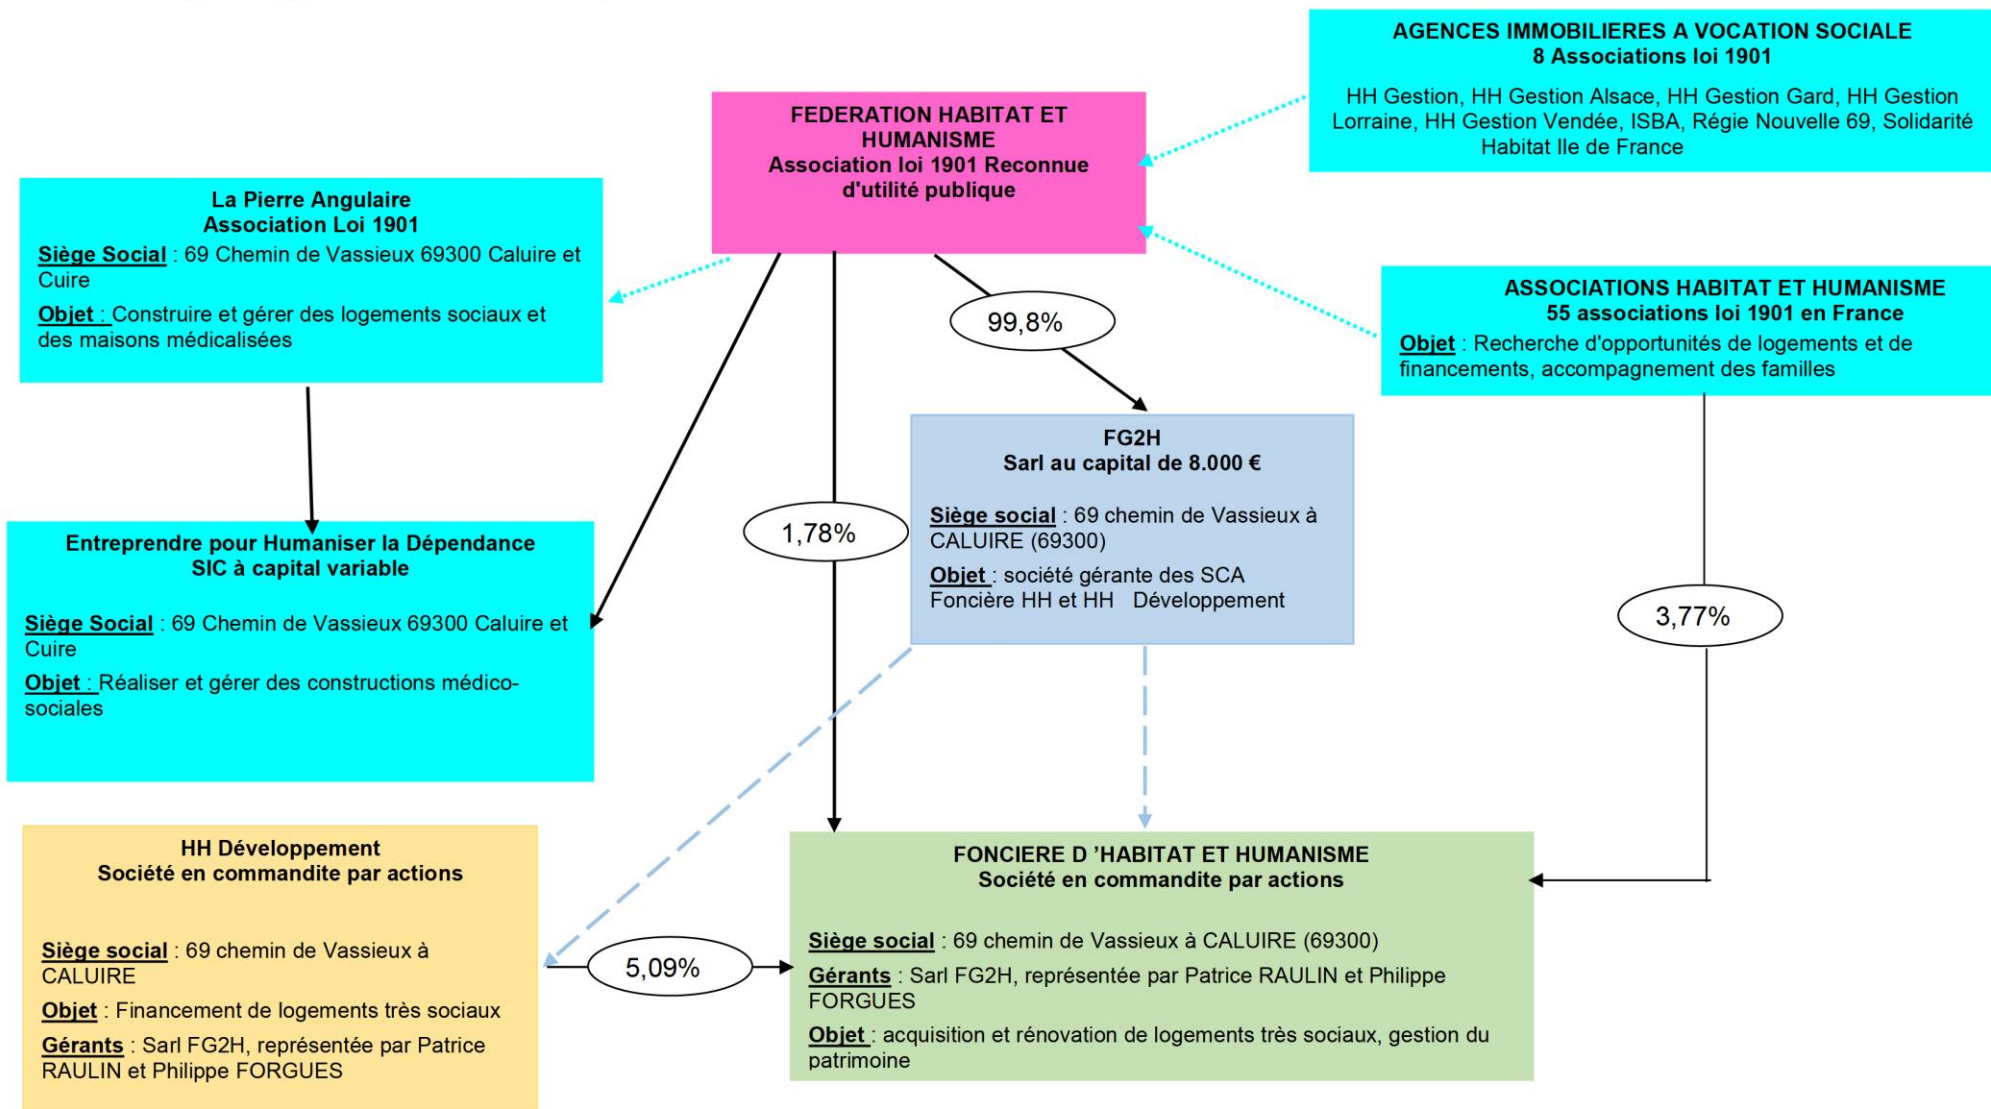 AGENCES IMMOBILIERES A VOCATION SOCIALE
8 Associations loi 1901
HH Gestion, HH Gestion Alsace, HH Gestion Gard, HH Gestion
Lorraine, HH Gestion Vendée, ISBA, Régie Nouvelle 69, Solidarité
Habitat Ile de France
FEDERATION HABITAT ET
HUMANISME
Association loi 1901 Reconnue
d'utilité publique
La Pierre Angulaire
Association Loi 1901
Siège Social : 69 Chemin de Vassieux 69300 Caluire et
Cuire
Objet : Construire et gérer des logements sociaux et
des maisons médicalisées
ASSOCIATIONS HABITAT ET HUMANISME
55 associations loi 1901 en France
Objet : Recherche d'opportunités de logements et de
financements, accompagnement des familles
99,8%
FG2H
Sarl au capital de 8.000 €
Siège social : 69 chemin de Vassieux à
CALUIRE (69300)
Objet : société gérante des SCA
Foncière HH et HH Développement
1,78%
Entreprendre pour Humaniser la Dépendance
SIC à capital variable
Siège Social : 69 Chemin de Vassieux 69300 Caluire et
Cuire
Objet : Réaliser et gérer des constructions médico-
sociales
3,77%
HH Développement
Société en commandite par actions
Siège social : 69 chemin de Vassieux à
CALUIRE
Objet : Financement de logements très sociaux
Gérants : Sarl FG2H, représentée par Patrice
RAULIN et Philippe FORGUES
5,09%
FONCIERE D ’HABITAT ET HUMANISME
Société en commandite par actions
Siège social : 69 chemin de Vassieux à CALUIRE (69300)
Gérants : Sarl FG2H, représentée par Patrice RAULIN et Philippe
FORGUES
Objet : acquisition et rénovation de logements très sociaux, gestion du
patrimoine